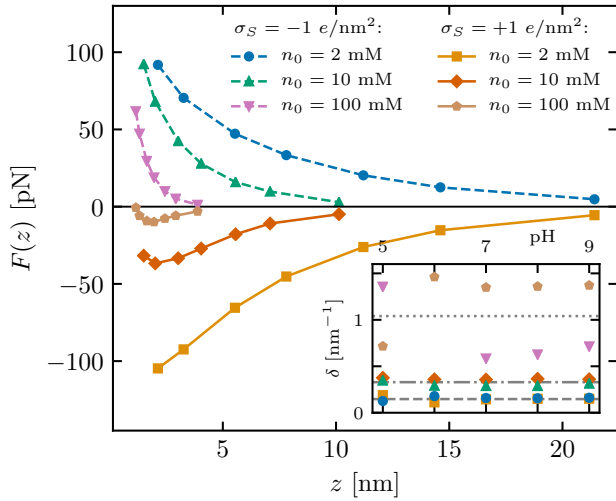 σ_S = −1 e/nm²: σ_S = +1 e/nm²:
n₀ = 2 mM n₀ = 2 mM
n₀ = 10 mM n₀ = 10 mM
n₀ = 100 mM n₀ = 100 mM
100
50
0
−50
−100
F(z) [pN]
5 10 15 20
z [nm]
pH
5 7 9
1
0
δ [nm⁻¹]